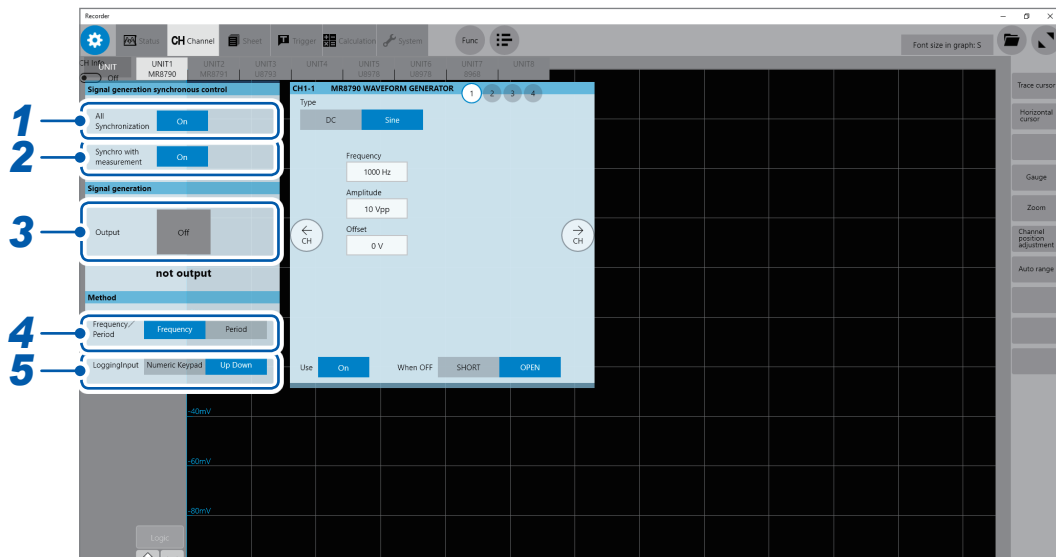 Recorder
Status
CH Channel
Sheet
Trigger
Calculation
System
Func
Font size in graph: S
CH Info
Off
UNIT
UNIT1
MR8790
UNIT2
MR8791
UNIT3
U8793
UNIT4
UNIT5
U8978
UNIT6
U8978
UNIT7
8968
UNIT8
Signal generation synchronous control
1
All
Synchronization
On
2
Synchro with
measurement
On
Signal generation
3
Output
Off
not output
Method
4
Frequency/
Period
Frequency
Period
5
LoggingInput
Numeric Keypad
Up Down
CH1-1 MR8790 WAVEFORM GENERATOR
1 2 3 4
Type
DC
Sine
Frequency
1000 Hz
Amplitude
10 Vpp
Offset
0 V
← CH
→ CH
Use
On
When OFF
SHORT
OPEN
Trace cursor
Horizontal
cursor
Gauge
Zoom
Channel
position
adjustment
Auto range
-40mV
-60mV
-80mV
Logic